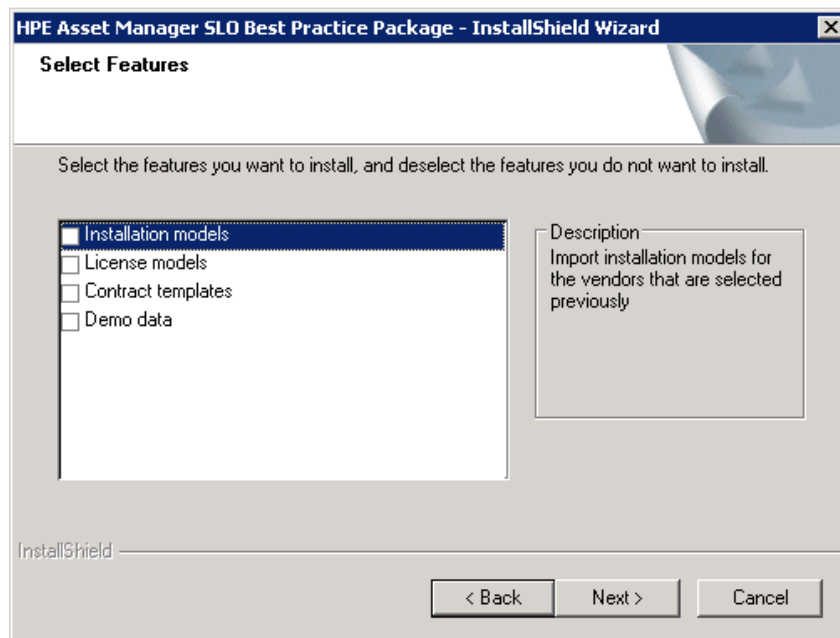 HPE Asset Manager SLO Best Practice Package - InstallShield Wizard
Select Features
Select the features you want to install, and deselect the features you do not want to install.
Installation models
License models
Contract templates
Demo data
Description
Import installation models for
the vendors that are selected
previously
InstallShield
< Back
Next >
Cancel